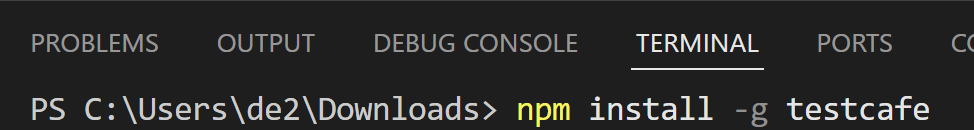 PROBLEMS OUTPUT DEBUG CONSOLE TERMINAL PORTS
PS C:\Users\de2\Downloads> npm install -g testcafe